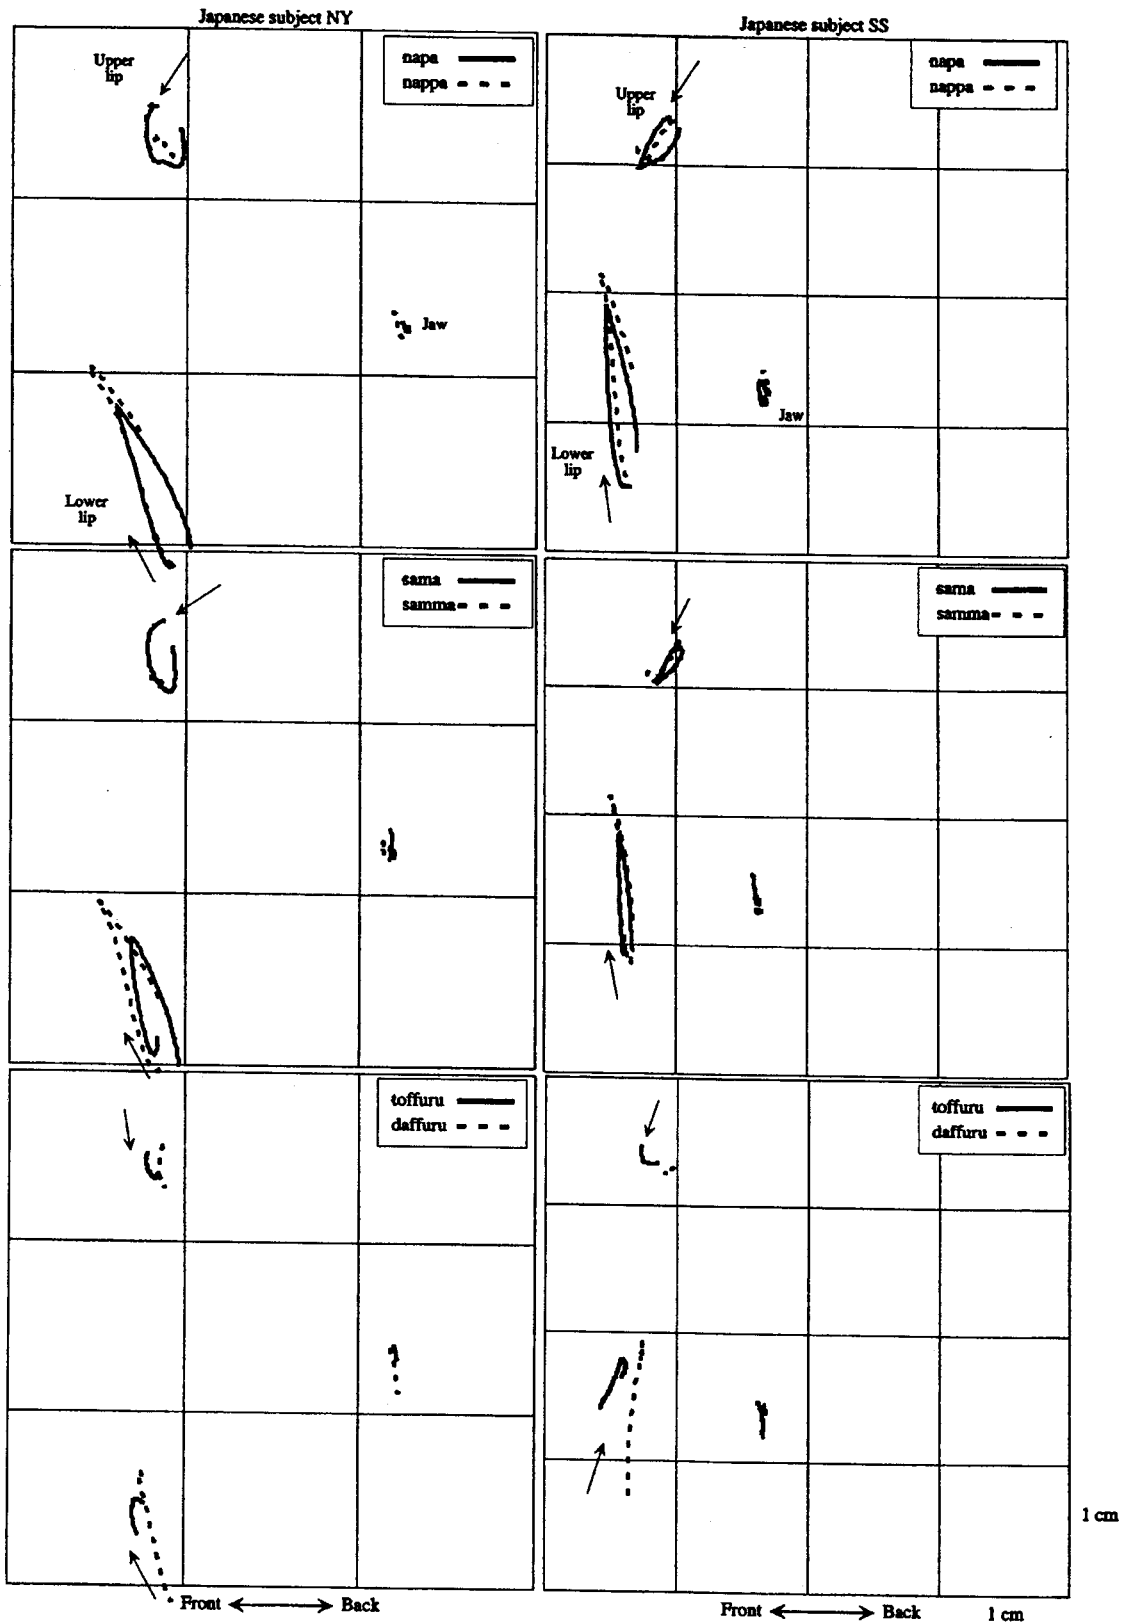 Japanese subject NY
Japanese subject SS
Upper
lip
napa
nappa
Jaw
Lower
lip
Upper
lip
napa
nappa
Jaw
Lower
lip
sama
samma
sama
samma
toffuru
daffuru
toffuru
daffuru
1 cm
Front Back
Front Back
1 cm